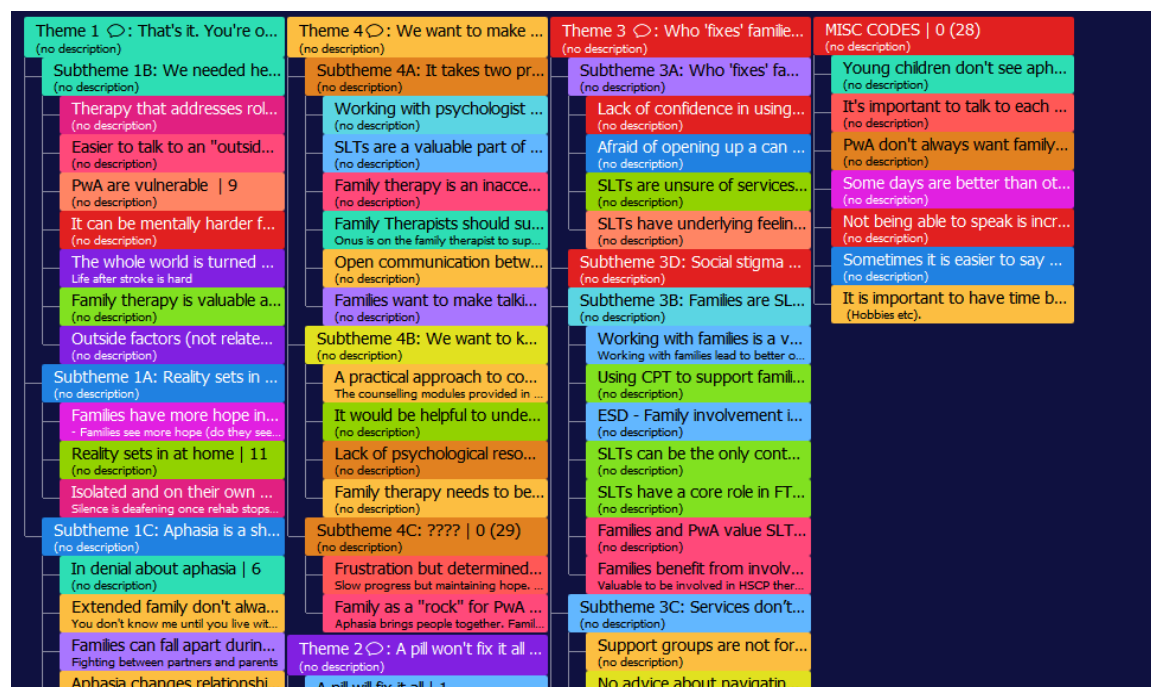 Theme 1 💬: That's it. You're o...
(no description)
Subtheme 1B: We needed he...
(no description)
Therapy that addresses rol...
(no description)
Easier to talk to an "outsid...
(no description)
PwA are vulnerable | 9
(no description)
It can be mentally harder f...
(no description)
The whole world is turned ...
Life after stroke is hard
Family therapy is valuable a...
(no description)
Outside factors (not relate...
(no description)
Subtheme 1A: Reality sets in ...
(no description)
Families have more hope in...
- Families see more hope (do they see...
Reality sets in at home | 11
(no description)
Isolated and on their own ...
Silence is deafening once rehab stops...
Subtheme 1C: Aphasia is a sh...
(no description)
In denial about aphasia | 6
(no description)
Extended family don't alwa...
You don't know me until you live wit...
Families can fall apart durin...
Fighting between partners and parents
Aphasia changes relationshi...
Theme 4 💬: We want to make ...
(no description)
Subtheme 4A: It takes two pr...
(no description)
Working with psychologist ...
(no description)
SLTs are a valuable part of ...
(no description)
Family therapy is an inacce...
(no description)
Family Therapists should su...
Onus is on the family therapist to sup...
Open communication betw...
(no description)
Families want to make talki...
(no description)
Subtheme 4B: We want to k...
(no description)
A practical approach to co...
The counselling modules provided in ...
It would be helpful to unde...
(no description)
Lack of psychological reso...
(no description)
Family therapy needs to be...
(no description)
Subtheme 4C: ???? | 0 (29)
(no description)
Frustration but determined...
Slow progress but maintaining hope. ...
Family as a "rock" for PwA ...
Aphasia brings people together. Famil...
Theme 2 💬: A pill won't fix it all ...
(no description)
A pill will fix it all | 1
Theme 3 💬: Who 'fixes' familie...
(no description)
Subtheme 3A: Who 'fixes' fa...
(no description)
Lack of confidence in using...
(no description)
Afraid of opening up a can ...
(no description)
SLTs are unsure of services...
(no description)
SLTs have underlying feelin...
(no description)
Subtheme 3D: Social stigma ...
(no description)
Subtheme 3B: Families are SL...
(no description)
Working with families is a v...
Working with families lead to better o...
Using CPT to support famili...
(no description)
ESD - Family involvement i...
(no description)
SLTs can be the only cont...
(no description)
SLTs have a core role in FT...
(no description)
Families and PwA value SLT...
(no description)
Families benefit from involv...
Valuable to be involved in HSCP ther...
Subtheme 3C: Services don't...
(no description)
Support groups are not for...
(no description)
No advice about navigatin...
MISC CODES | 0 (28)
(no description)
Young children don't see aph...
(no description)
It's important to talk to each ...
(no description)
PwA don't always want family...
(no description)
Some days are better than ot...
(no description)
Not being able to speak is incr...
(no description)
Sometimes it is easier to say ...
(no description)
It is important to have time b...
(Hobbies etc).